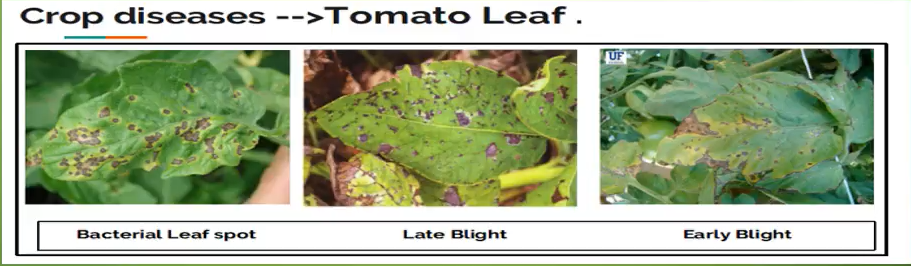 Crop diseases -->Tomato Leaf .
UF
Bacterial Leaf spot Late Blight Early Blight